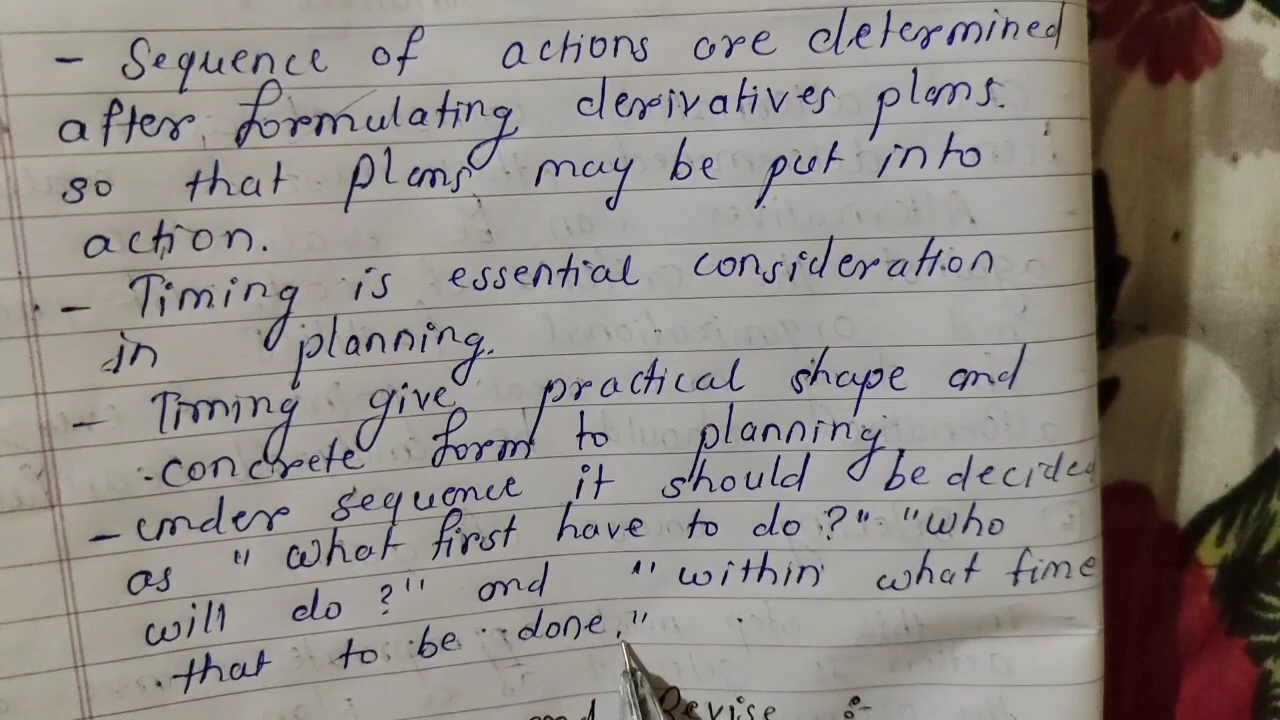 - Sequence of actions are determined
after formulating derivatives plans.
so that plans may be put into
action.
- Timing is essential consideration
in planning.
- Timing give practical shape and
concrete form to planning
- under sequence it should be decided
as "what first have to do?" "who
will do?" and "within what time
that to be done."
and Revise :-